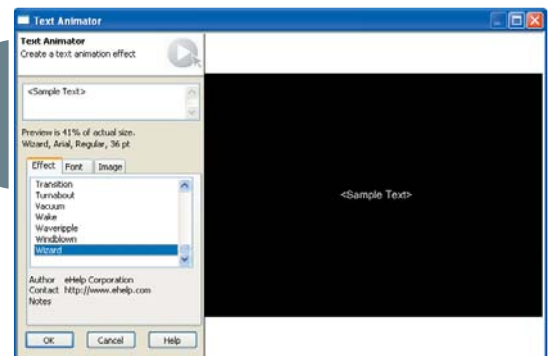 Text Animator
Text Animator
Create a text animation effect
<Sample Text>
Preview is 41% of actual size.
Wizard, Arial, Regular, 36 pt
Effect Font Image
Transition
Turnabout
Vacuum
Wake
Waveripple
Windblown
Wizard
Author eHelp Corporation
Contact http://www.ehelp.com
Notes
OK Cancel Help
<Sample Text>